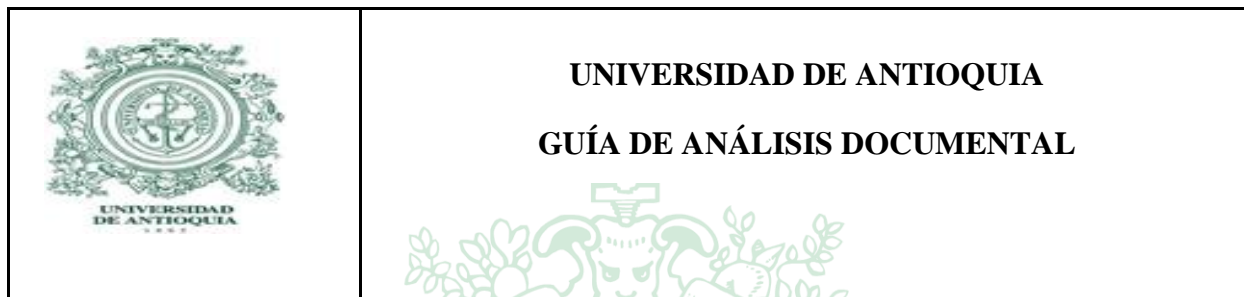 UNIVERSIDAD DE ANTIOQUIA
GUÍA DE ANÁLISIS DOCUMENTAL
UNIVERSIDAD
DE ANTIOQUIA